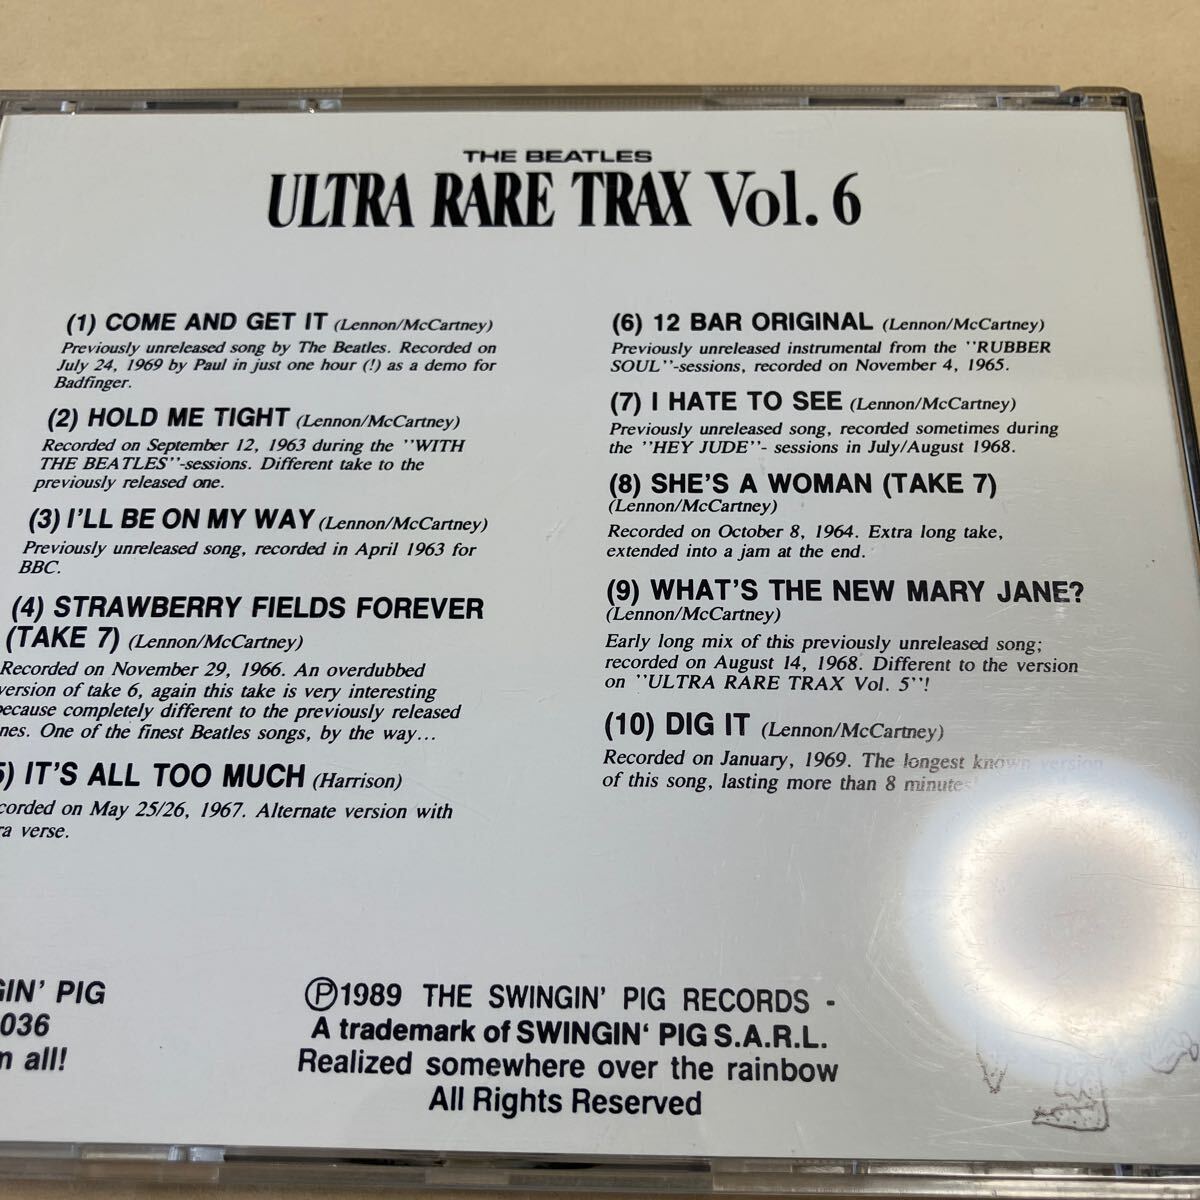 THE BEATLES
ULTRA RARE TRAX Vol. 6
(1) COME AND GET IT (Lennon/McCartney)
Previously unreleased song by The Beatles. Recorded on
July 24, 1969 by Paul in just one hour (!) as a demo for
Badfinger.
(2) HOLD ME TIGHT (Lennon/McCartney)
Recorded on September 12, 1963 during the "WITH
THE BEATLES"-sessions. Different take to the
previously released one.
(3) I'LL BE ON MY WAY (Lennon/McCartney)
Previously unreleased song, recorded in April 1963 for
BBC.
(4) STRAWBERRY FIELDS FOREVER
(TAKE 7) (Lennon/McCartney)
Recorded on November 29, 1966. An overdubbed
version of take 6, again this take is very interesting
because completely different to the previously released
nes. One of the finest Beatles songs, by the way...
5) IT'S ALL TOO MUCH (Harrison)
corded on May 25/26, 1967. Alternate version with
ra verse.
(6) 12 BAR ORIGINAL (Lennon/McCartney)
Previously unreleased instrumental from the "RUBBER
SOUL"-sessions, recorded on November 4, 1965.
(7) I HATE TO SEE (Lennon/McCartney)
Previously unreleased song, recorded sometimes during
the "HEY JUDE"- sessions in July/August 1968.
(8) SHE'S A WOMAN (TAKE 7)
(Lennon/McCartney)
Recorded on October 8, 1964. Extra long take,
extended into a jam at the end.
(9) WHAT'S THE NEW MARY JANE?
(Lennon/McCartney)
Early long mix of this previously unreleased song;
recorded on August 14, 1968. Different to the version
on "ULTRA RARE TRAX Vol. 5"!
(10) DIG IT (Lennon/McCartney)
Recorded on January, 1969. The longest known version
of this song, lasting more than 8 minutes
GIN' PIG
036
m all!
Ⓟ1989 THE SWINGIN' PIG RECORDS -
A trademark of SWINGIN' PIG S.A.R.L.
Realized somewhere over the rainbow
All Rights Reserved